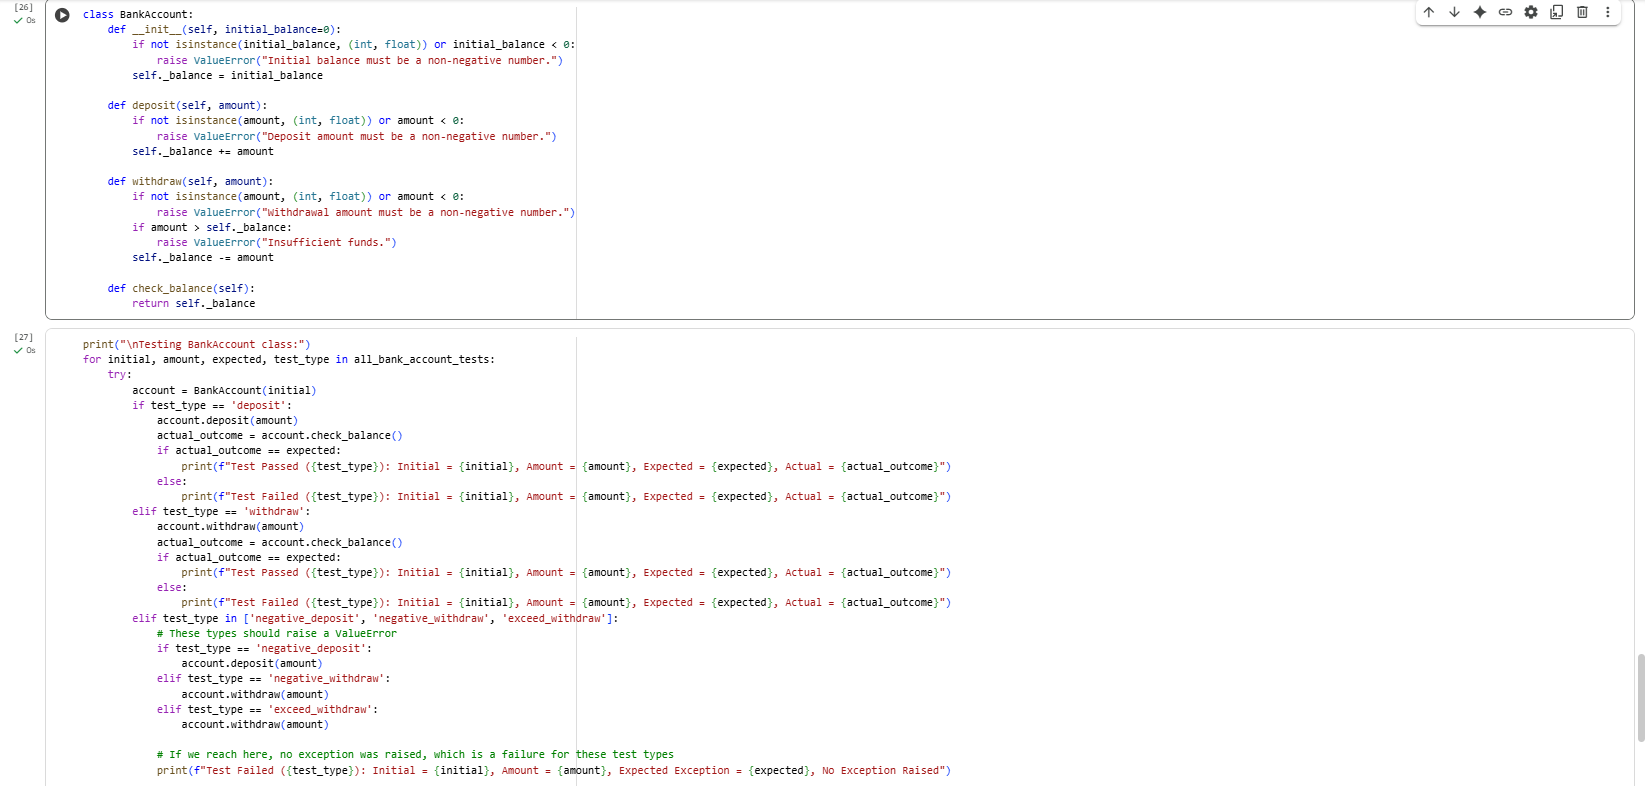 [26]
0s
class BankAccount:
    def __init__(self, initial_balance=0):
        if not isinstance(initial_balance, (int, float)) or initial_balance < 0:
            raise ValueError("Initial balance must be a non-negative number.")
        self._balance = initial_balance

    def deposit(self, amount):
        if not isinstance(amount, (int, float)) or amount < 0:
            raise ValueError("Deposit amount must be a non-negative number.")
        self._balance += amount

    def withdraw(self, amount):
        if not isinstance(amount, (int, float)) or amount < 0:
            raise ValueError("Withdrawal amount must be a non-negative number.")
        if amount > self._balance:
            raise ValueError("Insufficient funds.")
        self._balance -= amount

    def check_balance(self):
        return self._balance
[27]
0s
print("\nTesting BankAccount class:")
for initial, amount, expected, test_type in all_bank_account_tests:
    try:
        account = BankAccount(initial)
        if test_type == 'deposit':
            account.deposit(amount)
            actual_outcome = account.check_balance()
            if actual_outcome == expected:
                print(f"Test Passed ({test_type}): Initial = {initial}, Amount = {amount}, Expected = {expected}, Actual = {actual_outcome}")
            else:
                print(f"Test Failed ({test_type}): Initial = {initial}, Amount = {amount}, Expected = {expected}, Actual = {actual_outcome}")
        elif test_type == 'withdraw':
            account.withdraw(amount)
            actual_outcome = account.check_balance()
            if actual_outcome == expected:
                print(f"Test Passed ({test_type}): Initial = {initial}, Amount = {amount}, Expected = {expected}, Actual = {actual_outcome}")
            else:
                print(f"Test Failed ({test_type}): Initial = {initial}, Amount = {amount}, Expected = {expected}, Actual = {actual_outcome}")
        elif test_type in ['negative_deposit', 'negative_withdraw', 'exceed_withdraw']:
            # These types should raise a ValueError
            if test_type == 'negative_deposit':
                account.deposit(amount)
            elif test_type == 'negative_withdraw':
                account.withdraw(amount)
            elif test_type == 'exceed_withdraw':
                account.withdraw(amount)

            # If we reach here, no exception was raised, which is a failure for these test types
            print(f"Test Failed ({test_type}): Initial = {initial}, Amount = {amount}, Expected Exception = {expected}, No Exception Raised")